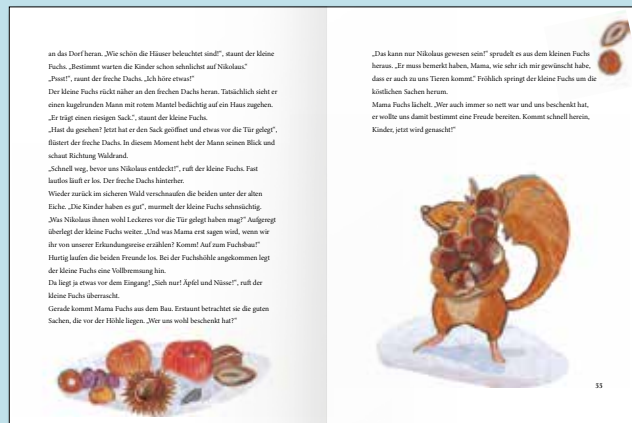 an das Dorf heran. „Wie schön die Häuser beleuchtet sind!“, staunt der kleine
Fuchs. „Bestimmt warten die Kinder schon sehnlichst auf Nikolaus.“
„Pssst!“, raunt der freche Dachs. „Ich höre etwas!“
Der kleine Fuchs rückt näher an den frechen Dachs heran. Tatsächlich sieht er
einen kugelrunden Mann mit rotem Mantel bedächtig auf ein Haus zugehen.
„Er trägt einen riesigen Sack.“, staunt der kleine Fuchs.
„Hast du gesehen? Jetzt hat er den Sack geöffnet und etwas vor die Tür gelegt“,
flüstert der freche Dachs. In diesem Moment hebt der Mann seinen Blick und
schaut Richtung Waldrand.
„Schnell weg, bevor uns Nikolaus entdeckt!“, ruft der kleine Fuchs. Fast
lautlos läuft er los. Der freche Dachs hinterher.
Wieder zurück im sicheren Wald verschnaufen die beiden unter der alten
Eiche. „Die Kinder haben es gut“, murmelt der kleine Fuchs sehnsüchtig.
„Was Nikolaus ihnen wohl Leckeres vor die Tür gelegt haben mag?“ Aufgeregt
überlegt der kleine Fuchs weiter. „Und was Mama erst sagen wird, wenn wir
ihr von unserer Erkundungsreise erzählen? Komm! Auf zum Fuchsbau!“
Hurtig laufen die beiden Freunde los. Bei der Fuchshöhle angekommen legt
der kleine Fuchs eine Vollbremsung hin.
Da liegt ja etwas vor dem Eingang! „Sieh nur! Äpfel und Nüsse!“, ruft der
kleine Fuchs überrascht.
Gerade kommt Mama Fuchs aus dem Bau. Erstaunt betrachtet sie die guten
Sachen, die vor der Höhle liegen. „Wer uns wohl beschenkt hat?“
„Das kann nur Nikolaus gewesen sein!“ sprudelt es aus dem kleinen Fuchs
heraus. „Er muss bemerkt haben, Mama, wie sehr ich mir gewünscht habe,
dass er auch zu uns Tieren kommt.“ Fröhlich springt der kleine Fuchs um die
köstlichen Sachen herum.
Mama Fuchs lächelt. „Wer auch immer so nett war und uns beschenkt hat,
er wollte uns damit bestimmt eine Freude bereiten. Kommt schnell herein,
Kinder, jetzt wird genascht!“
55